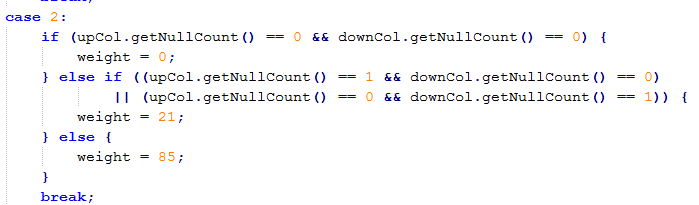 case 2:
if (upCol.getNullCount() == 0 && downCol.getNullCount() == 0) {
weight = 0;
} else if ((upCol.getNullCount() == 1 && downCol.getNullCount() == 0)
|| (upCol.getNullCount() == 0 && downCol.getNullCount() == 1)) {
weight = 21;
} else {
weight = 85;
}
break;